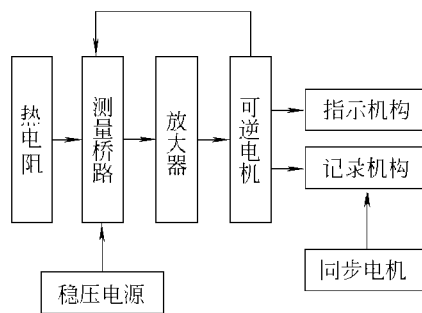 热电阻
测量桥路
放大器
可逆电机
指示机构
记录机构
同步电机
稳压电源